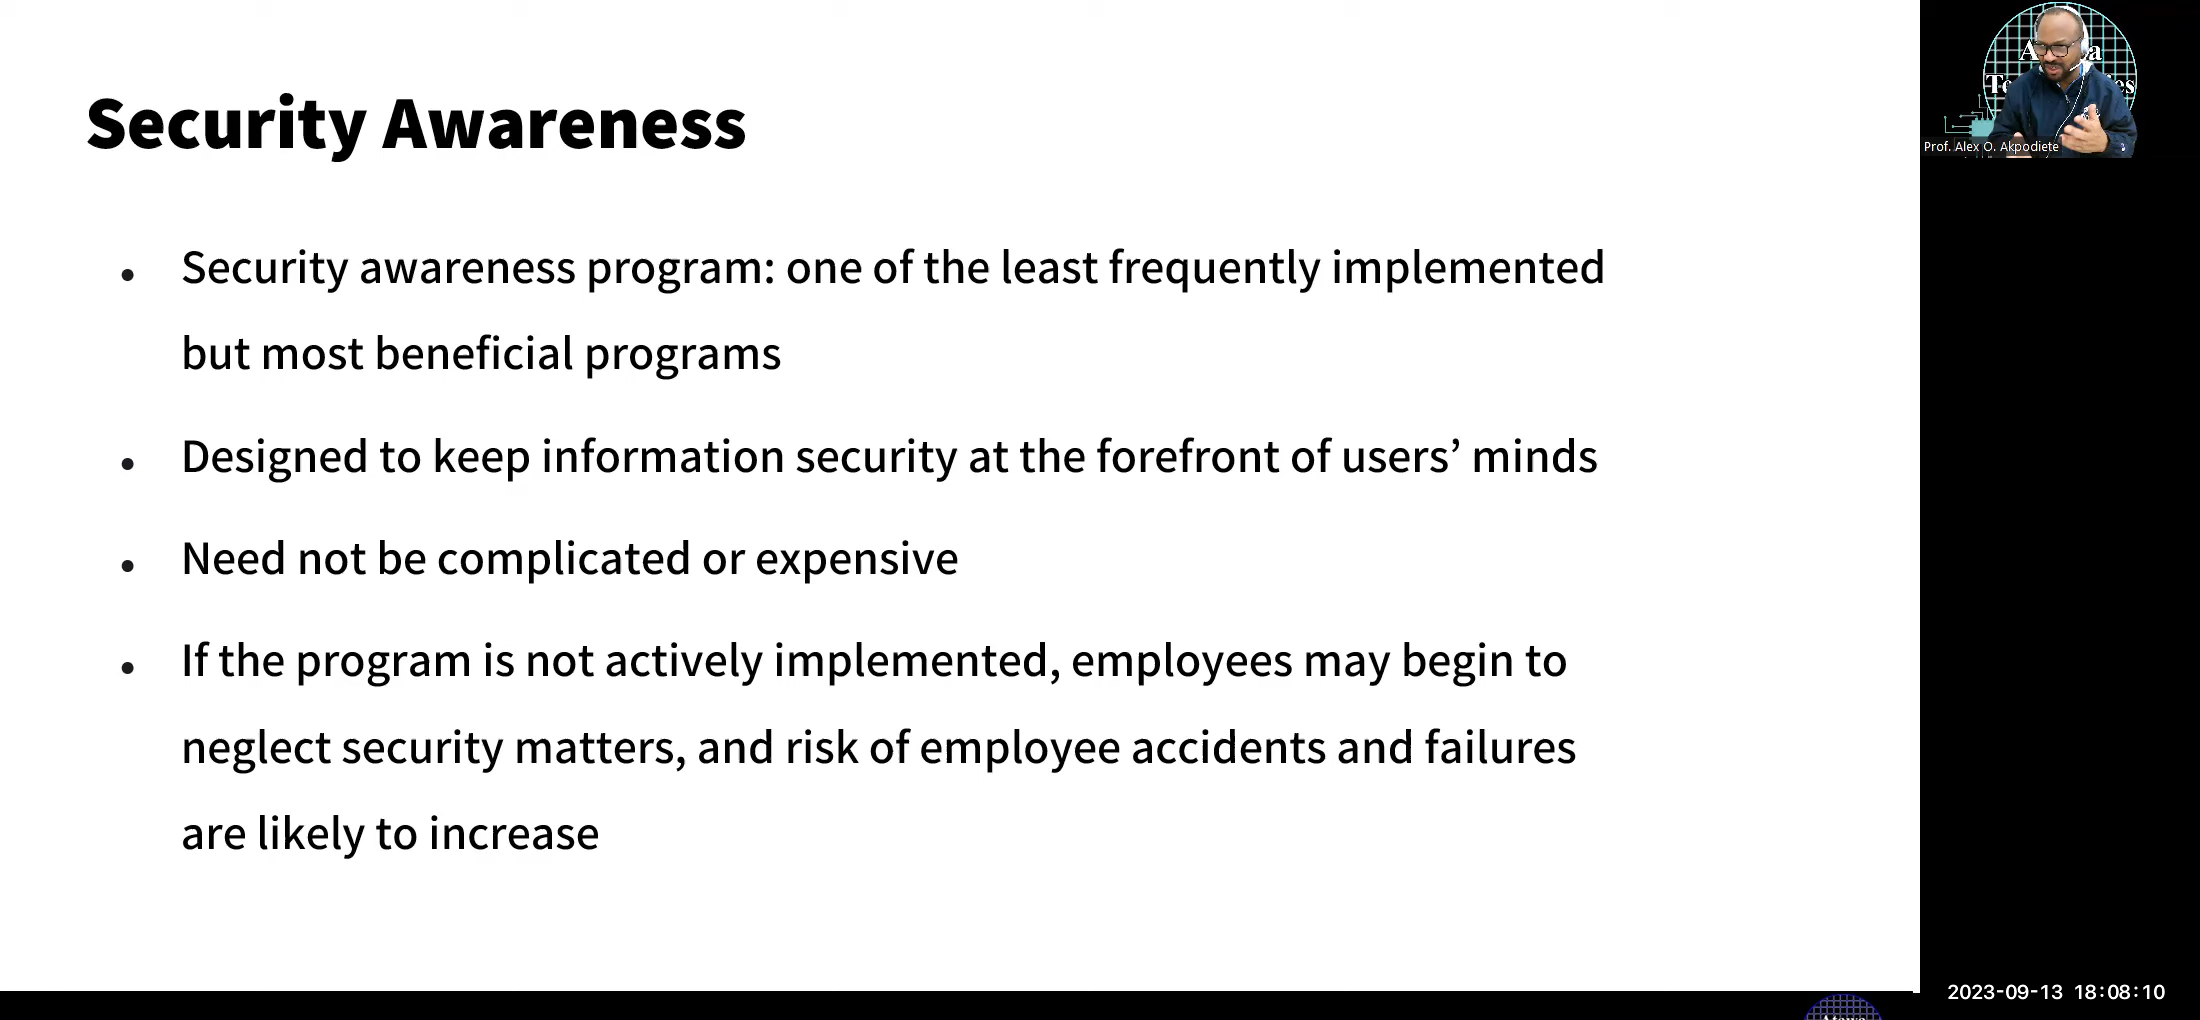 Security Awareness
• Security awareness program: one of the least frequently implemented
but most beneficial programs
• Designed to keep information security at the forefront of users’ minds
• Need not be complicated or expensive
• If the program is not actively implemented, employees may begin to
neglect security matters, and risk of employee accidents and failures
are likely to increase
Prof. Alex O. Akpodiete
2023-09-13 18:08:10